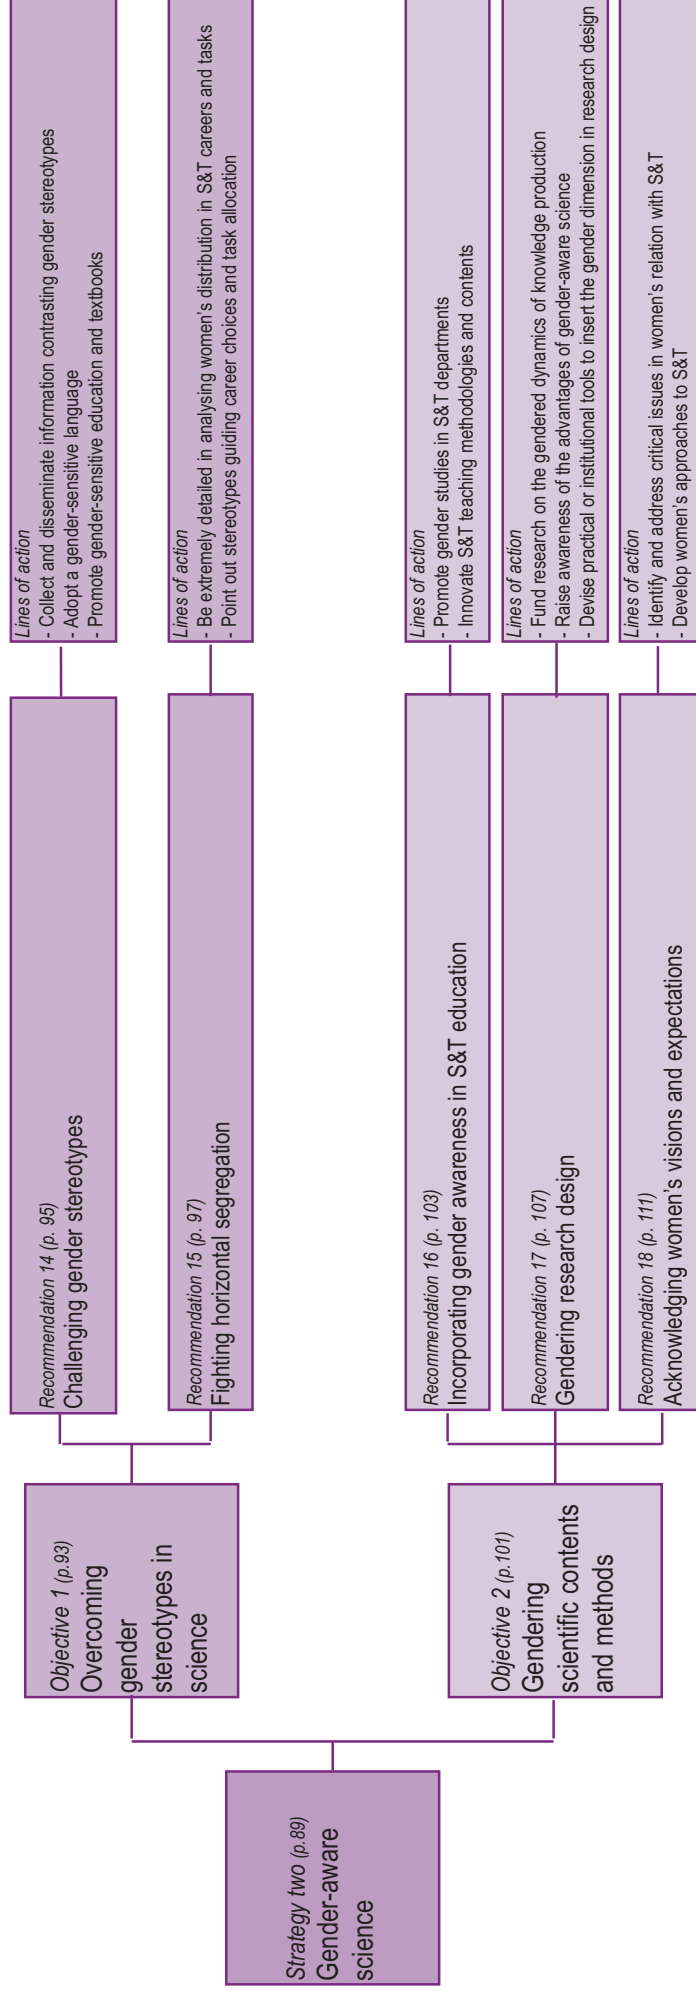 Strategy two (p.89)
Gender-aware
science
Objective 1 (p.93)
Overcoming
gender
stereotypes in
science
Recommendation 14 (p. 95)
Challenging gender stereotypes
Lines of action
- Collect and disseminate information contrasting gender stereotypes
- Adopt a gender-sensitive language
- Promote gender-sensitive education and textbooks
Recommendation 15 (p. 97)
Fighting horizontal segregation
Lines of action
- Be extremely detailed in analysing women's distribution in S&T careers and tasks
- Point out stereotypes guiding career choices and task allocation
Objective 2 (p.101)
Gendering
scientific contents
and methods
Recommendation 16 (p. 103)
Incorporating gender awareness in S&T education
Lines of action
- Promote gender studies in S&T departments
- Innovate S&T teaching methodologies and contents
Recommendation 17 (p. 107)
Gendering research design
Lines of action
- Fund research on the gendered dynamics of knowledge production
- Raise awareness of the advantages of gender-aware science
- Devise practical or institutional tools to insert the gender dimension in research design
Recommendation 18 (p. 111)
Acknowledging women's visions and expectations
Lines of action
- Identify and address critical issues in women's relation with S&T
- Develop women's approaches to S&T